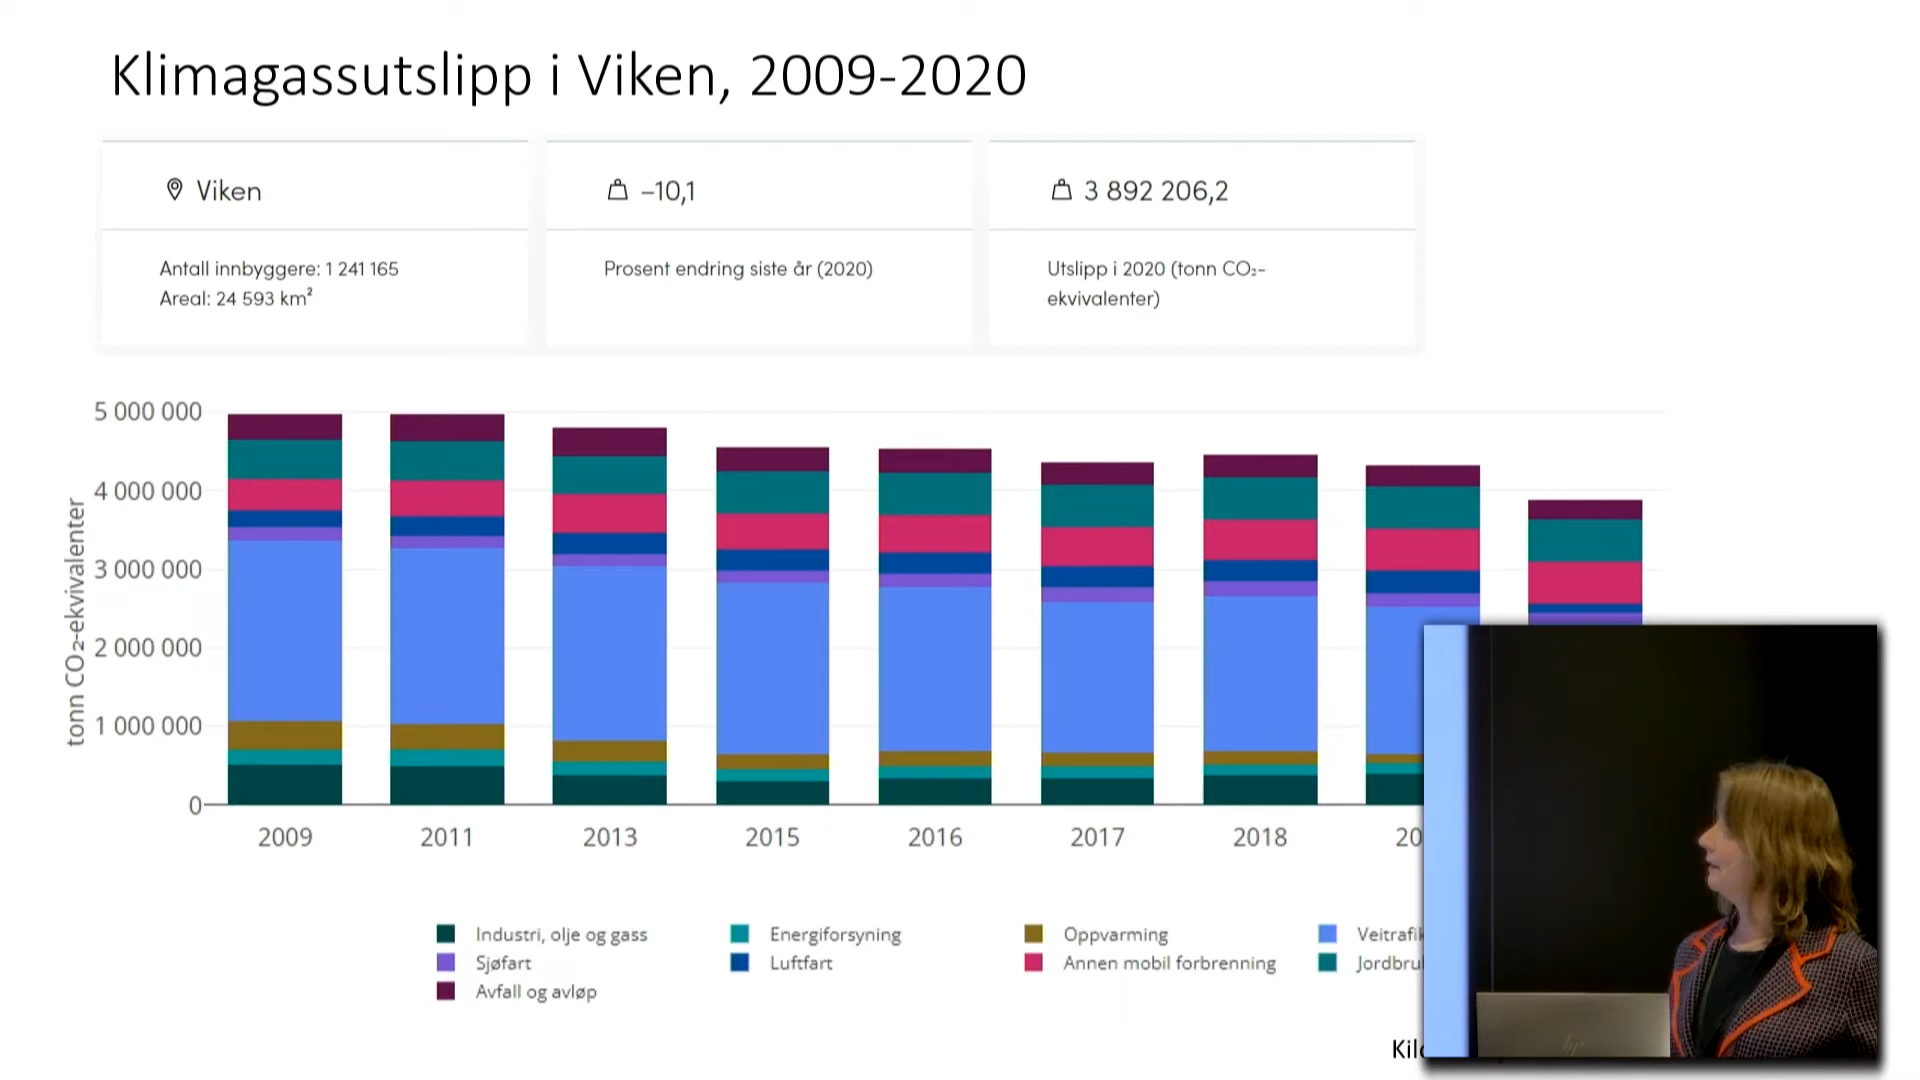 Klimagassutslipp i Viken, 2009-2020
Viken
Antall innbyggere: 1 241 165
Areal: 24 593 km²
–10,1
Prosent endring siste år (2020)
3 892 206,2
Utslipp i 2020 (tonn CO₂-
ekvivalenter)
tonn CO₂-ekvivalenter
5 000 000
4 000 000
3 000 000
2 000 000
1 000 000
0
2009 2011 2013 2015 2016 2017 2018
Industri, olje og gass Energiforsyning Oppvarming
Sjøfart Luftfart Annen mobil forbrenning
Avfall og avløp
hp